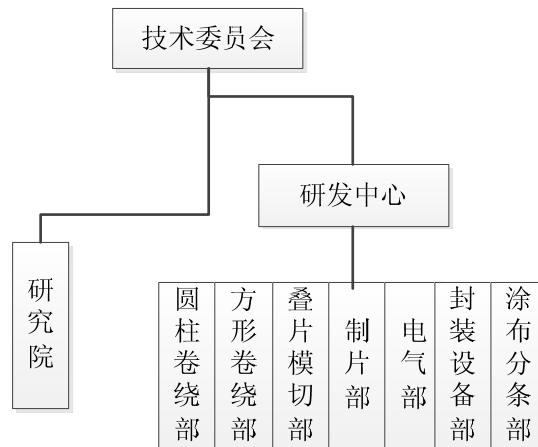 技术委员会
研发中心
研究院
圆柱卷绕部
方形卷绕部
叠片模切部
制片部
电气部
封装设备部
涂布分条部